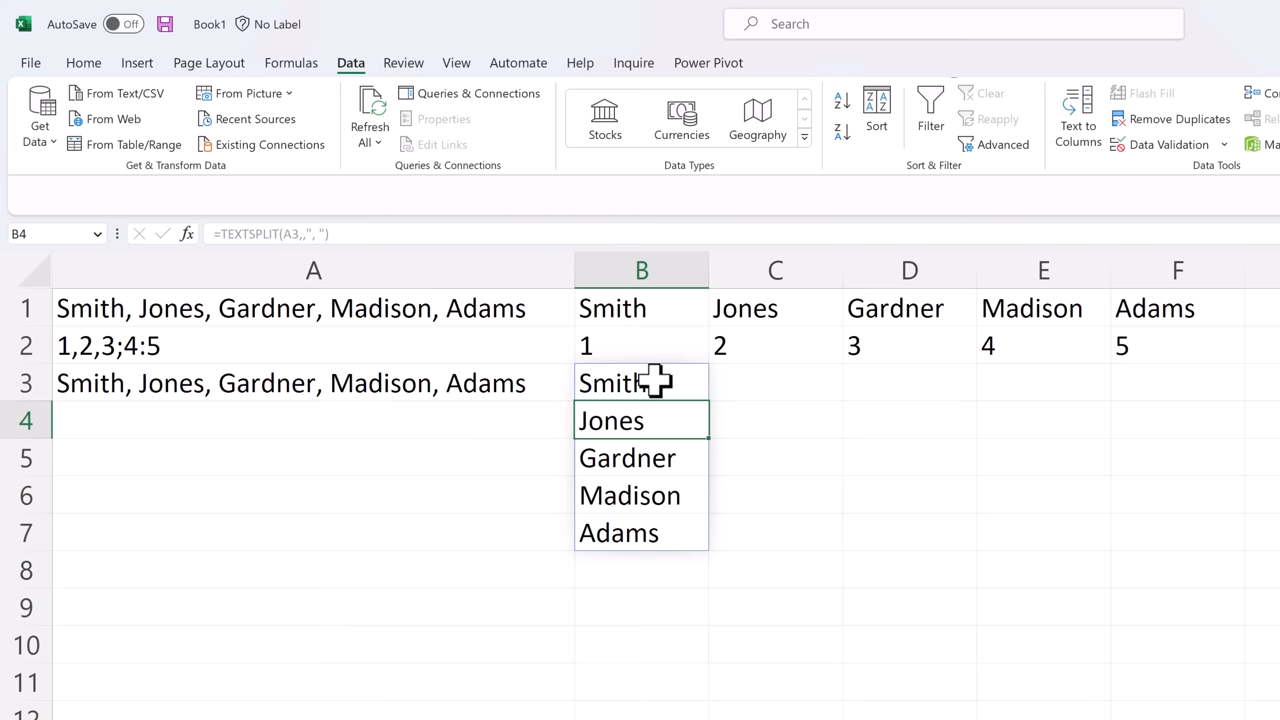 AutoSave Off Book1 No Label Search
File Home Insert Page Layout Formulas Data Review View Automate Help Inquire Power Pivot
Get Data
From Text/CSV
From Web
From Table/Range
From Picture
Recent Sources
Existing Connections
Get & Transform Data
Refresh All
Queries & Connections
Properties
Edit Links
Queries & Connections
Stocks Currencies Geography
Data Types
Sort
Filter
Clear
Reapply
Advanced
Sort & Filter
Text to Columns
Flash Fill
Remove Duplicates
Data Validation
Data Tools
B4 fx =TEXTSPLIT(A3,,", ")
A B C D E F
1 Smith, Jones, Gardner, Madison, Adams Smith Jones Gardner Madison Adams
2 1,2,3;4:5 1 2 3 4 5
3 Smith, Jones, Gardner, Madison, Adams Smith
4 Jones
5 Gardner
6 Madison
7 Adams
8
9
10
11
12